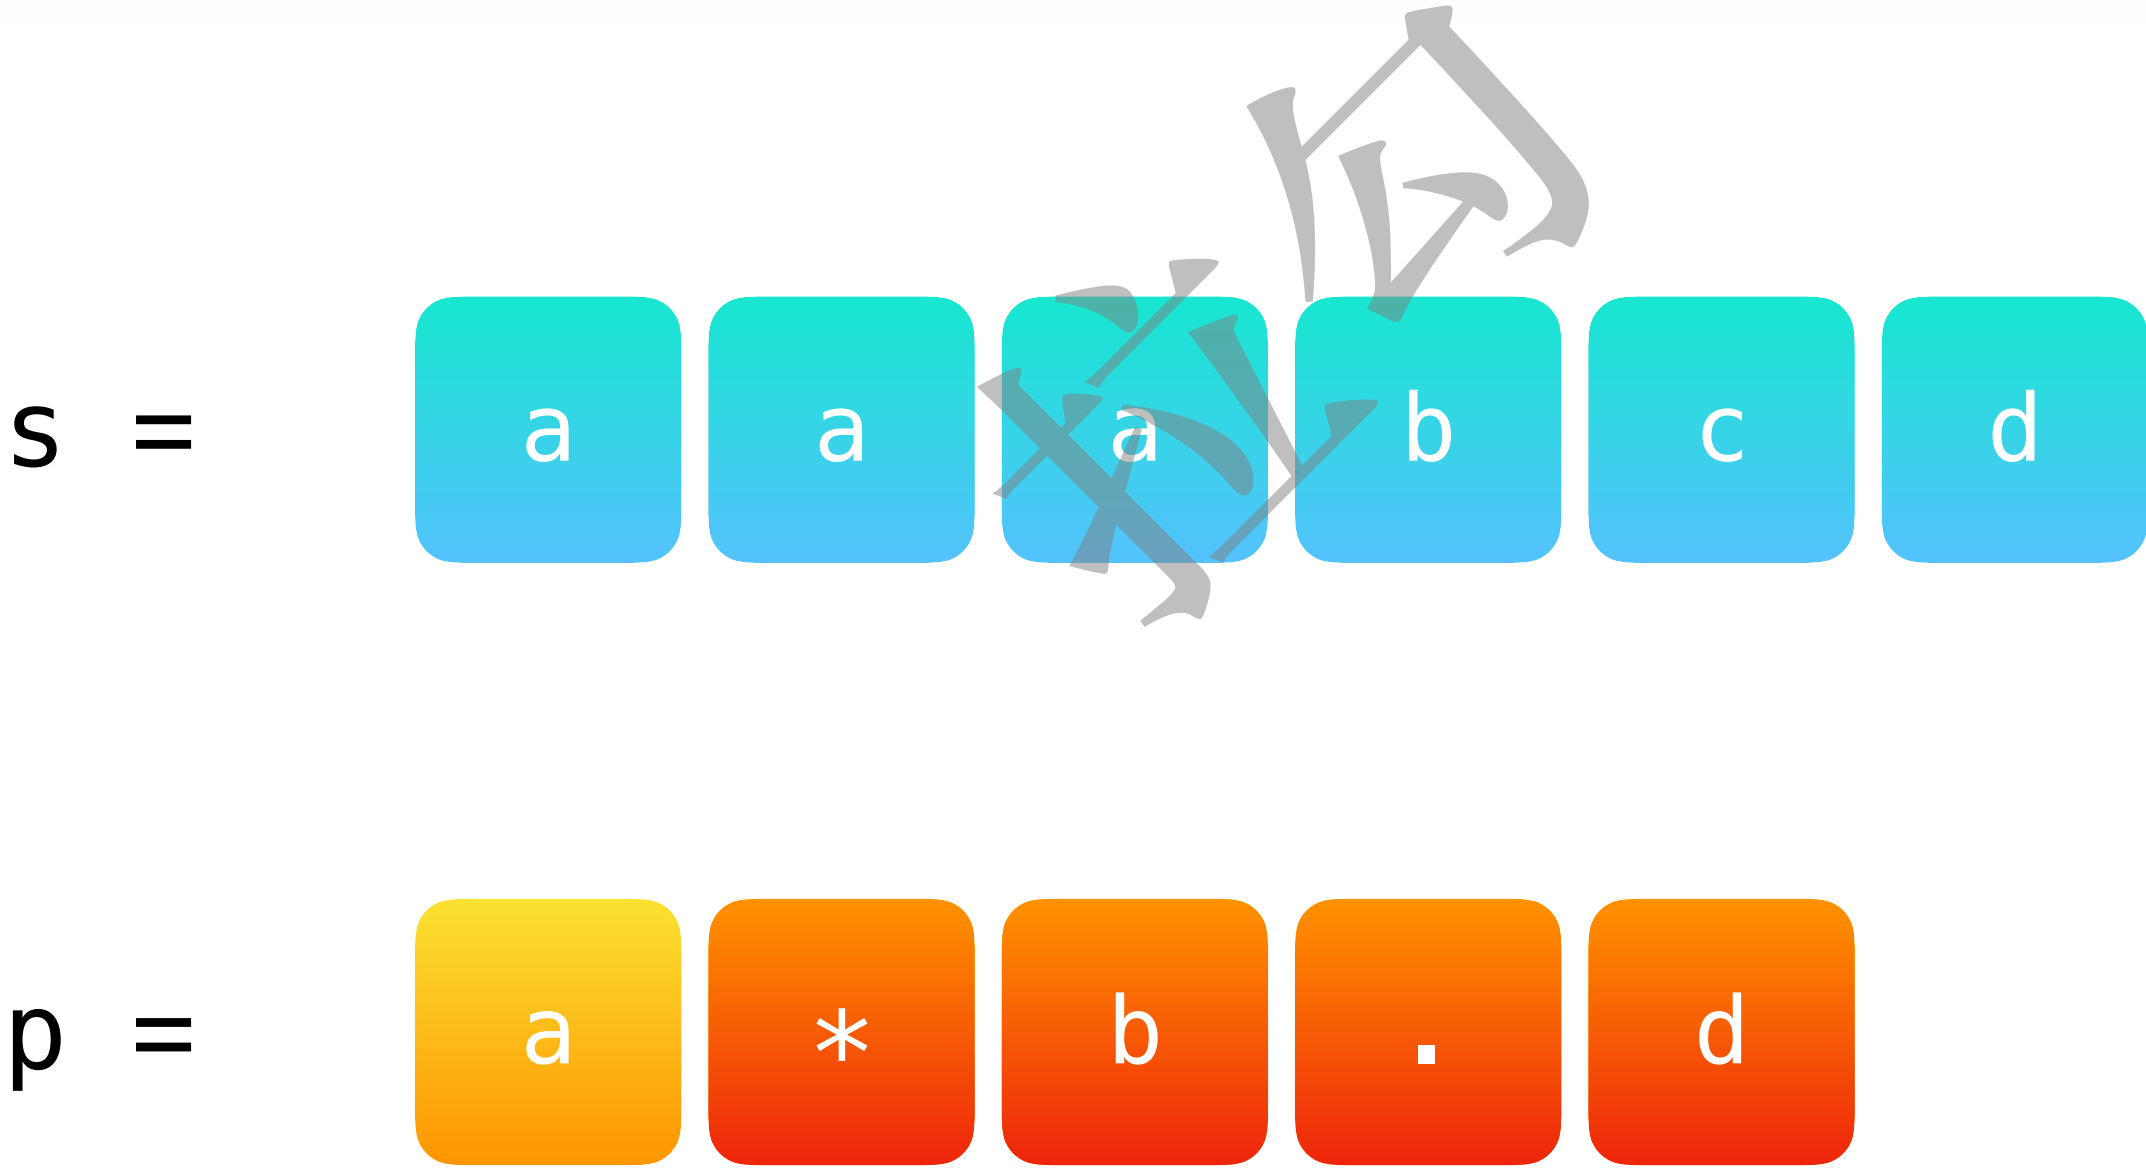 s = a a a b c d
p = a * b . d